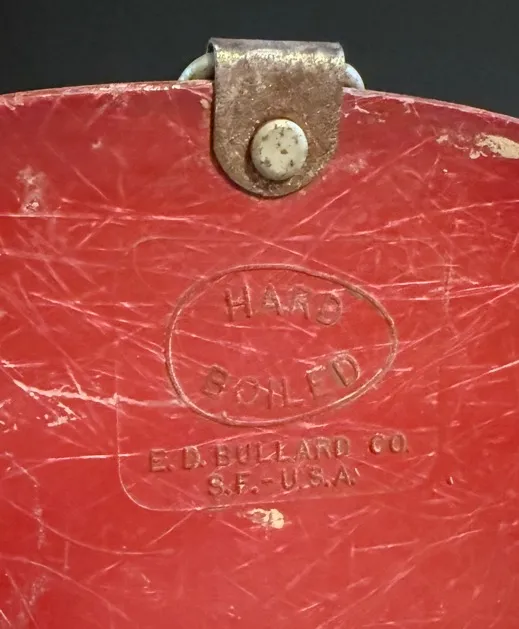 HARD
BOILED
E. D. BULLARD CO.
S.F. - U.S.A.